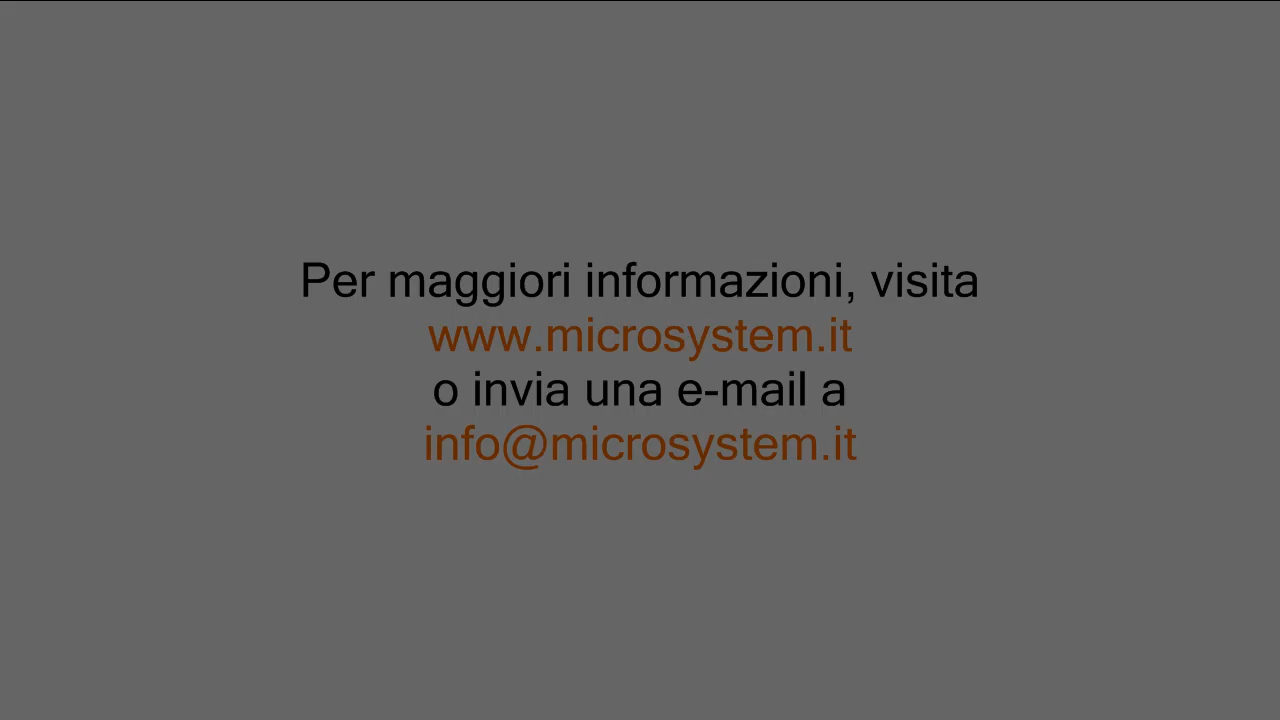 Per maggiori informazioni, visita
www.microsystem.it
o invia una e-mail a
info@microsystem.it